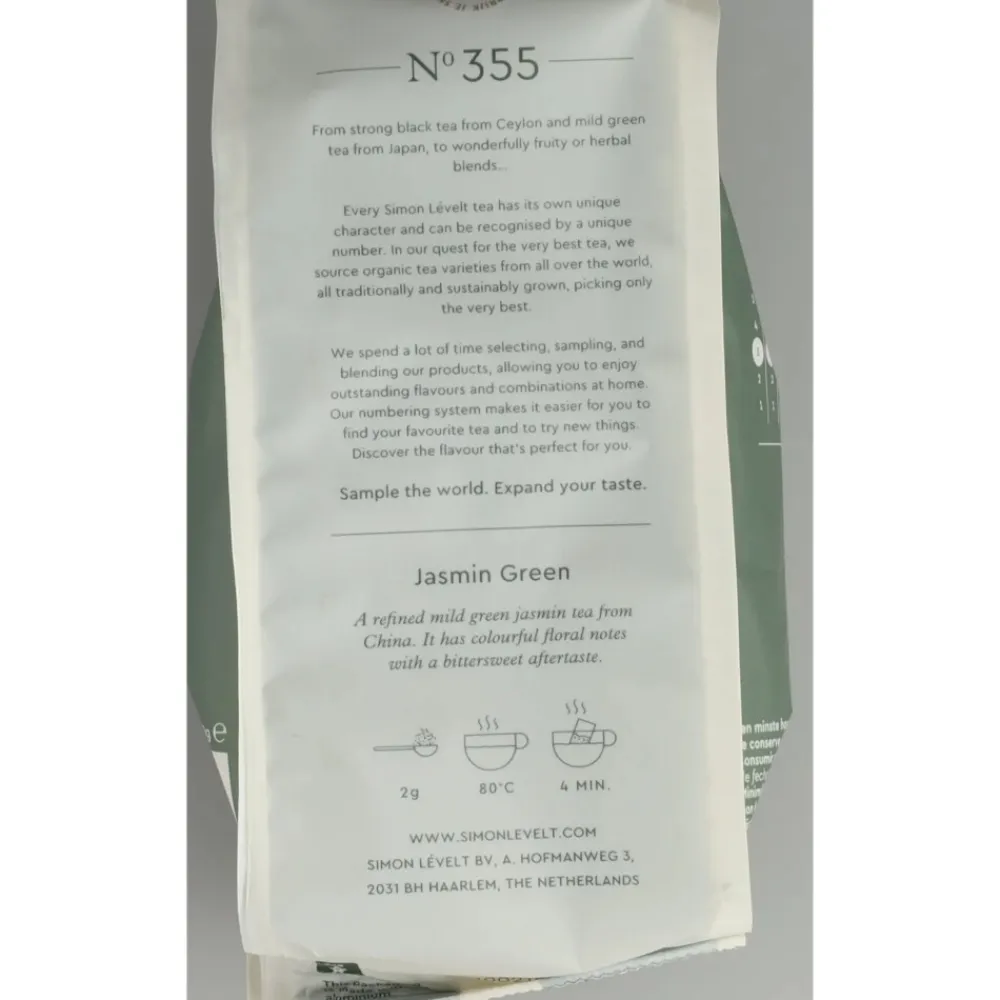 Nº 355
From strong black tea from Ceylon and mild green
tea from Japan, to wonderfully fruity or herbal
blends...
Every Simon Lévelt tea has its own unique
character and can be recognised by a unique
number. In our quest for the very best tea, we
source organic tea varieties from all over the world,
all traditionally and sustainably grown, picking only
the very best.
We spend a lot of time selecting, sampling, and
blending our products, allowing you to enjoy
outstanding flavours and combinations at home.
Our numbering system makes it easier for you to
find your favourite tea and to try new things.
Discover the flavour that's perfect for you.
Sample the world. Expand your taste.
Jasmin Green
A refined mild green jasmin tea from
China. It has colourful floral notes
with a bittersweet aftertaste.
2g 80°C 4 MIN.
WWW.SIMONLEVELT.COM
SIMON LÉVELT BV, A. HOFMANWEG 3,
2031 BH HAARLEM, THE NETHERLANDS
e
This
is made
aluminium